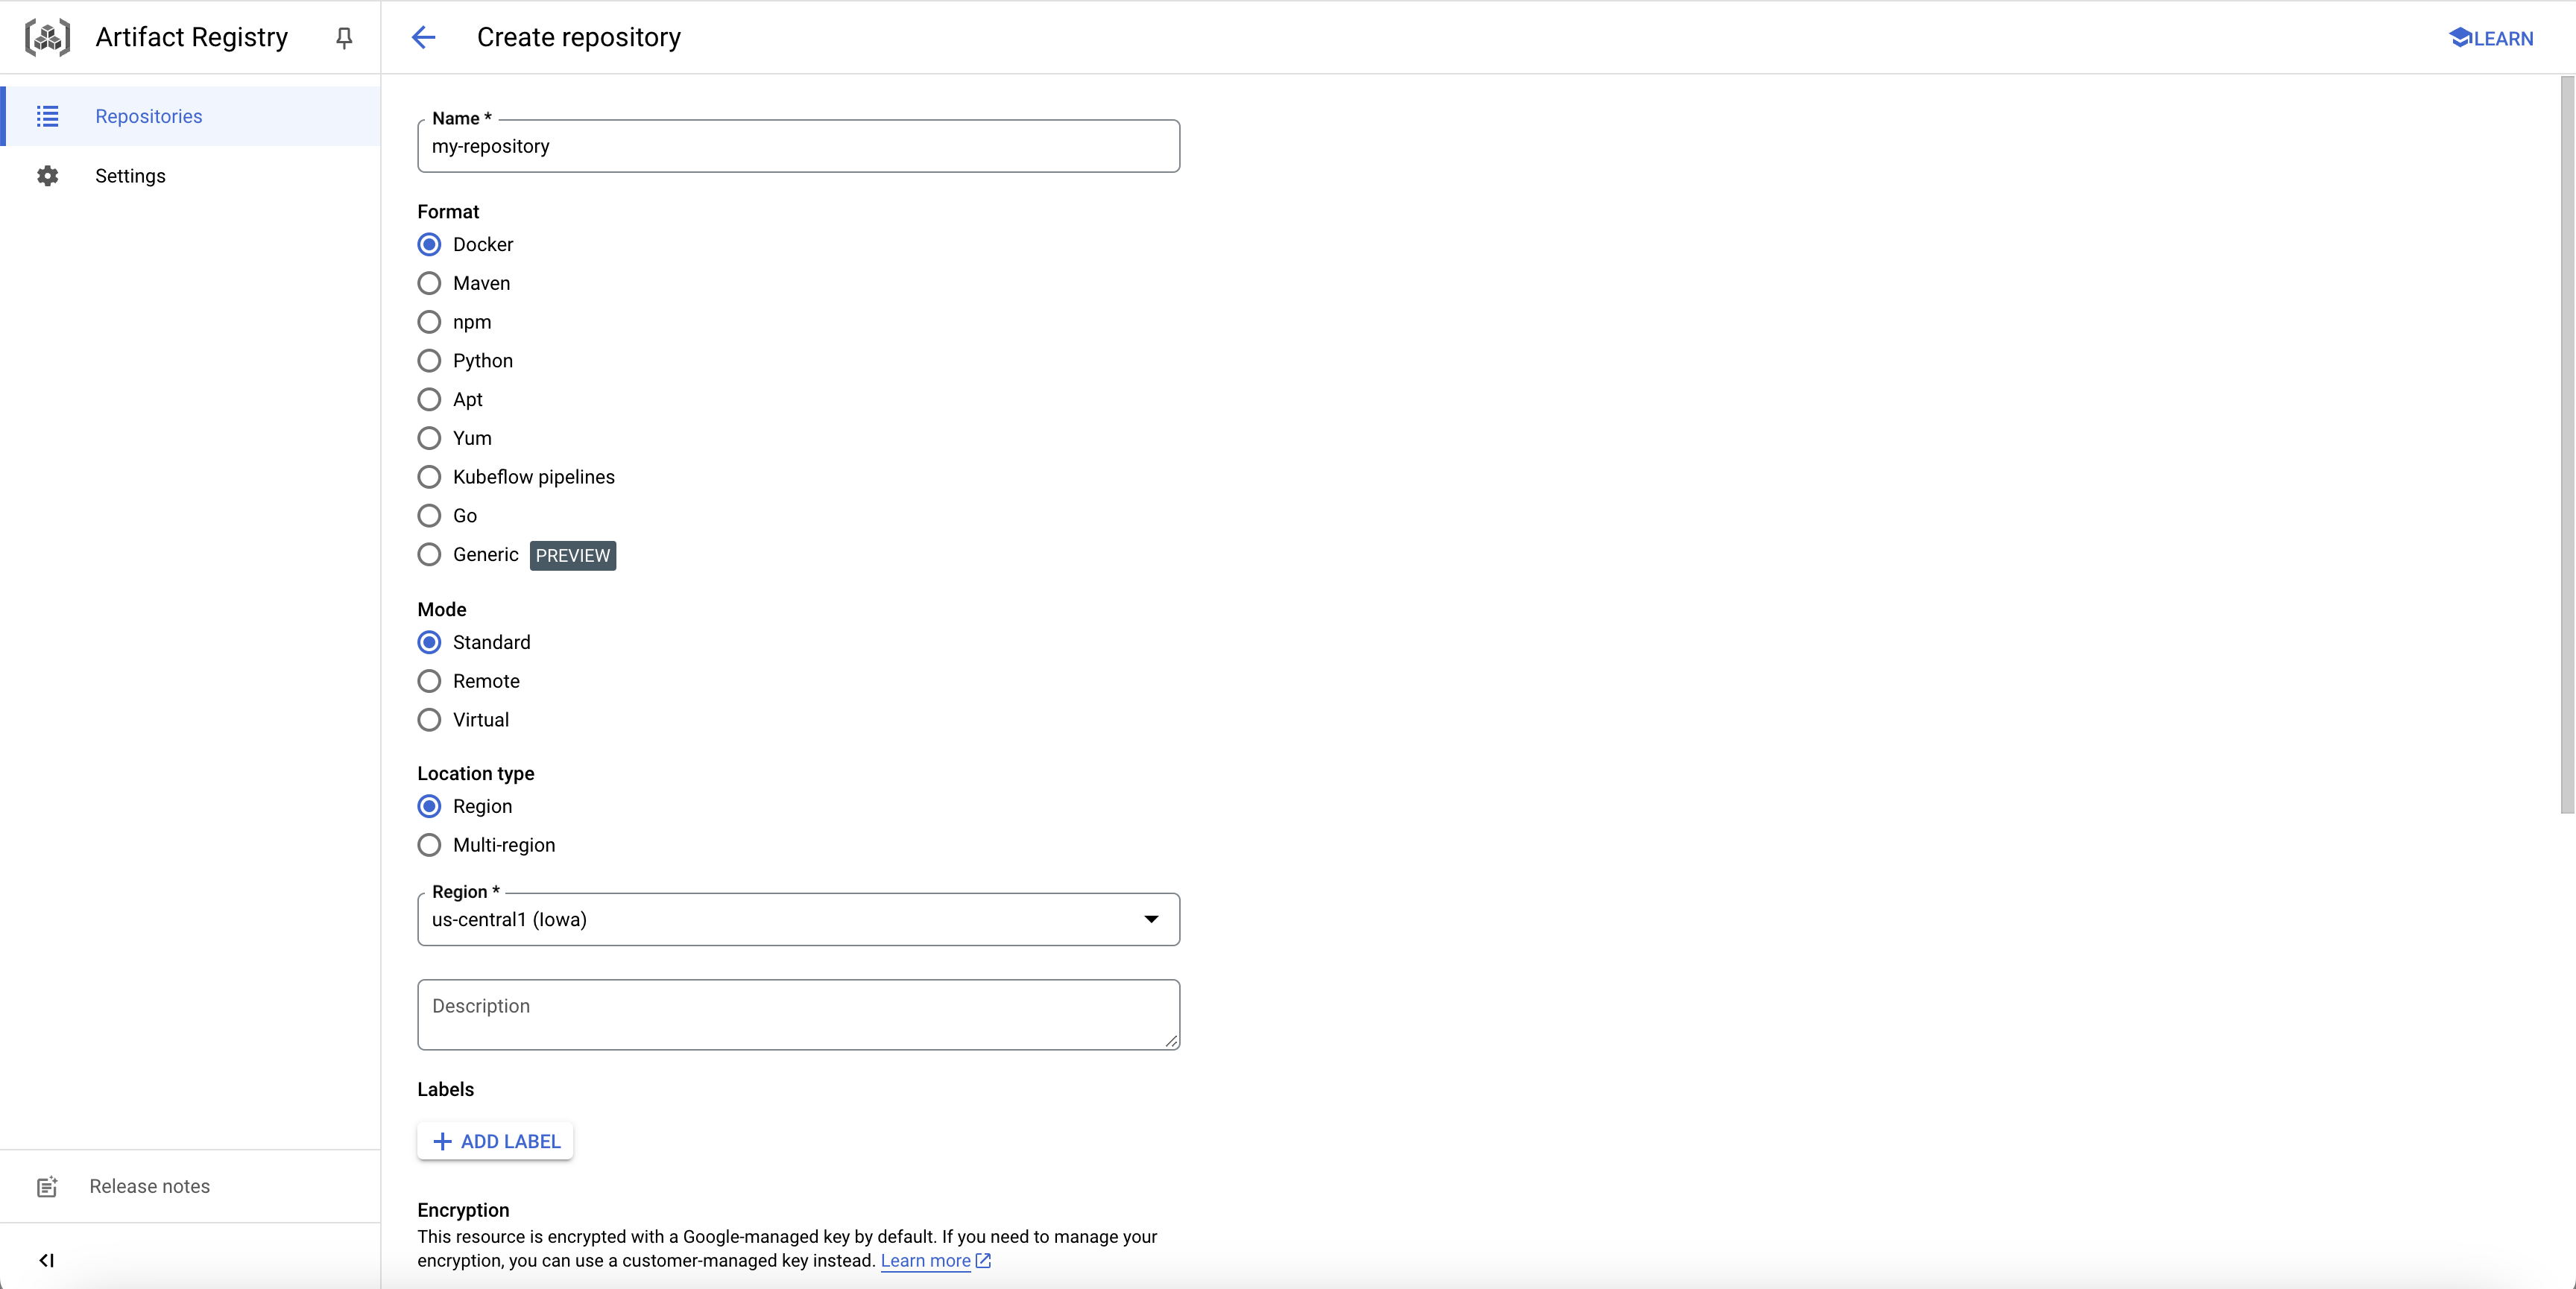 Artifact Registry
Create repository
LEARN
Repositories
Settings
Name *
my-repository
Format
Docker
Maven
npm
Python
Apt
Yum
Kubeflow pipelines
Go
Generic PREVIEW
Mode
Standard
Remote
Virtual
Location type
Region
Multi-region
Region *
us-central1 (Iowa)
Description
Labels
ADD LABEL
Encryption
This resource is encrypted with a Google-managed key by default. If you need to manage your
encryption, you can use a customer-managed key instead. Learn more
Release notes